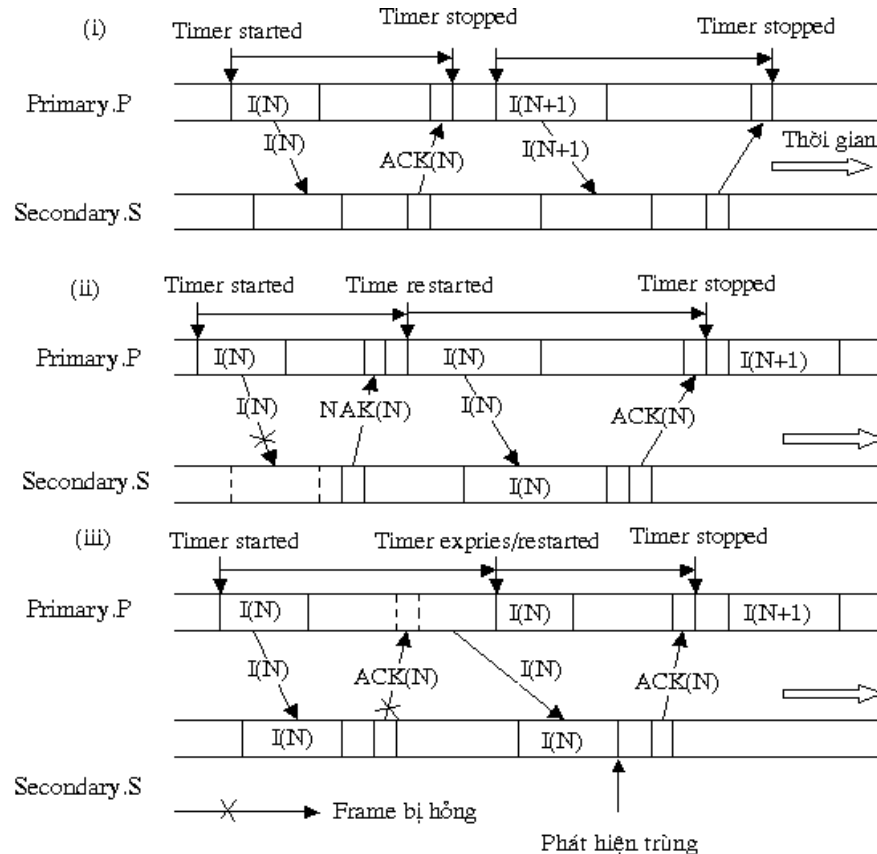 (i)
Timer started
Timer stopped
Timer stopped
Primary.P
I(N)
I(N+1)
I(N)
ACK(N)
I(N+1)
Thời gian
Secondary.S
(ii)
Timer started
Time restarted
Timer stopped
Primary.P
I(N)
I(N)
I(N+1)
I(N)
NAK(N)
I(N)
ACK(N)
Secondary.S
I(N)
(iii)
Timer started
Timer expries/restarted
Timer stopped
Primary.P
I(N)
I(N)
I(N+1)
I(N)
ACK(N)
I(N)
ACK(N)
I(N)
I(N)
Secondary.S
Frame bị hỏng
Phát hiện trùng